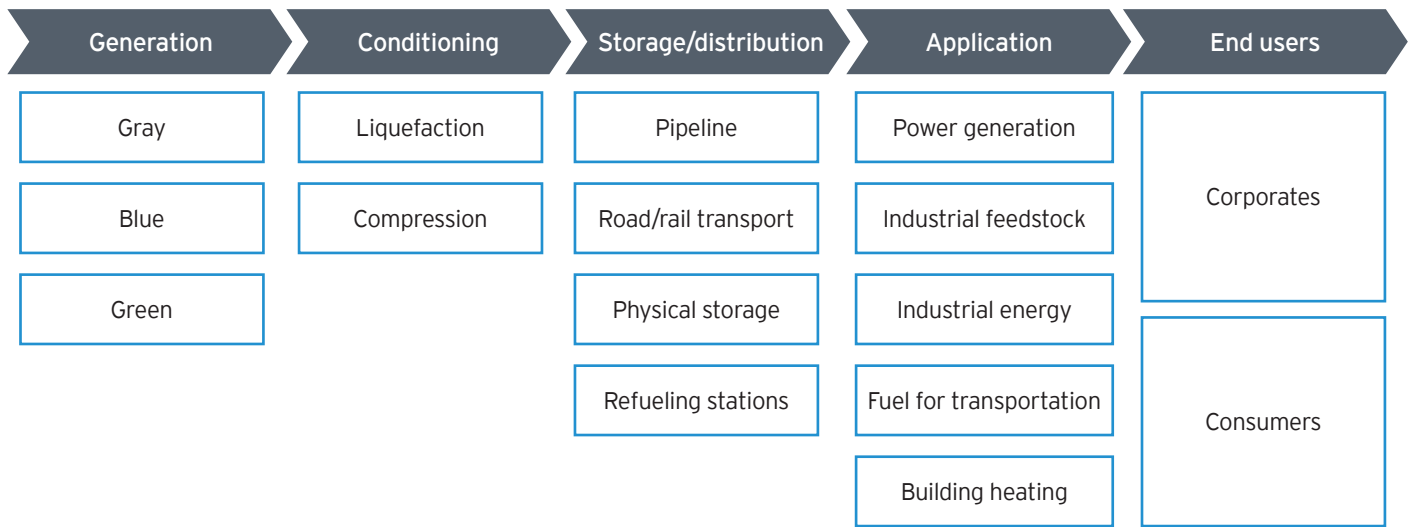 Generation
Conditioning
Storage/distribution
Application
End users
Gray
Liquefaction
Pipeline
Power generation
Corporates
Blue
Compression
Road/rail transport
Industrial feedstock
Green
Physical storage
Industrial energy
Refueling stations
Fuel for transportation
Consumers
Building heating